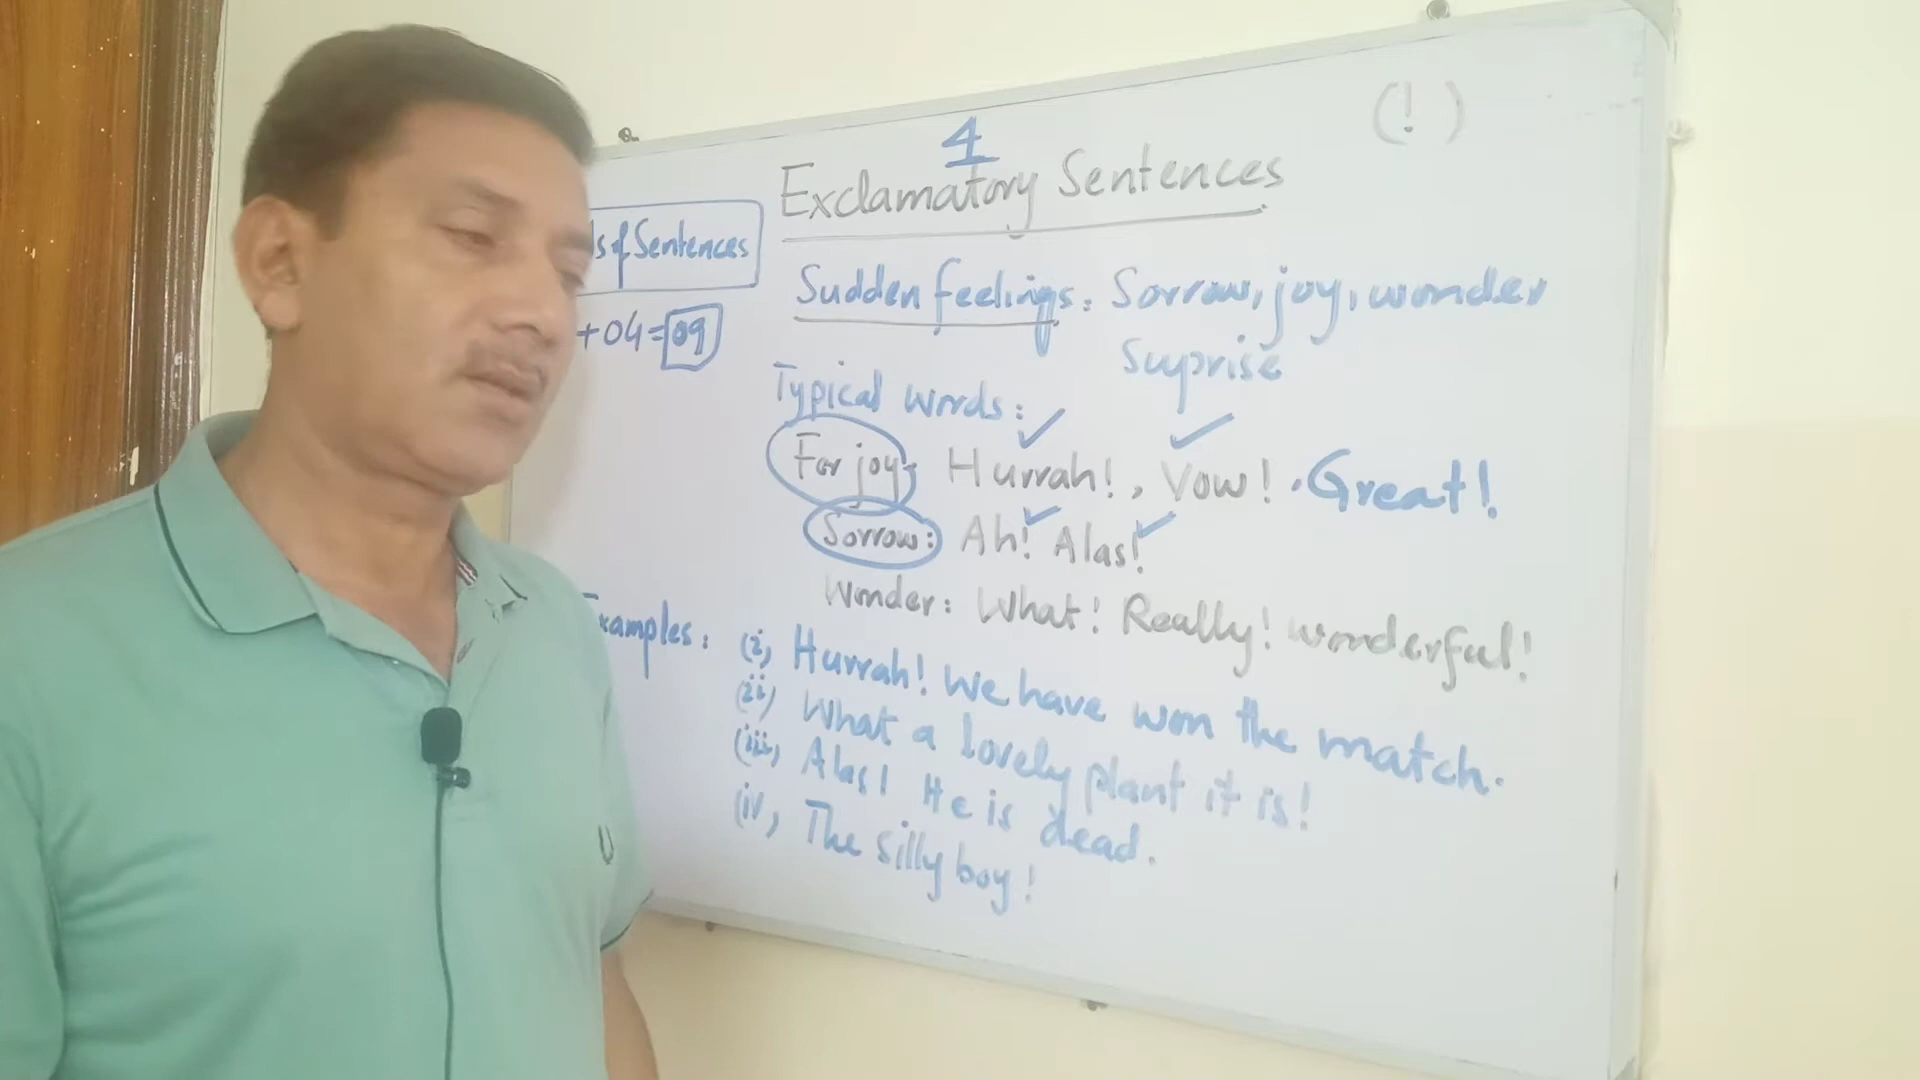 (!)
4
Exclamatory Sentences
s of Sentences
Sudden feelings: Sorrow, joy, wonder
Suprise
+04=09
Typical words:
For joy: Hurrah!, Vow!, Great!
Sorrow: Ah! Alas!
Wonder: What! Really! wonderful!
Examples: (i) Hurrah! We have won the match.
(ii) What a lovely plant it is!
(iii) Alas! He is dead.
(iv) The silly boy!